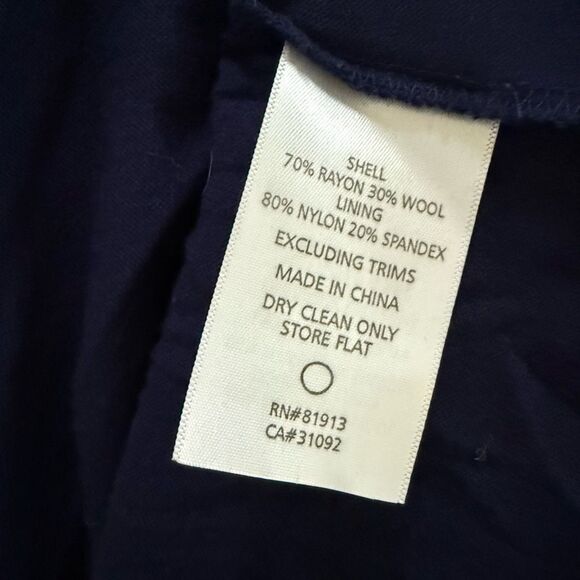 SHELL
70% RAYON 30% WOOL
LINING
80% NYLON 20% SPANDEX
EXCLUDING TRIMS
MADE IN CHINA
DRY CLEAN ONLY
STORE FLAT
RN#81913
CA#31092